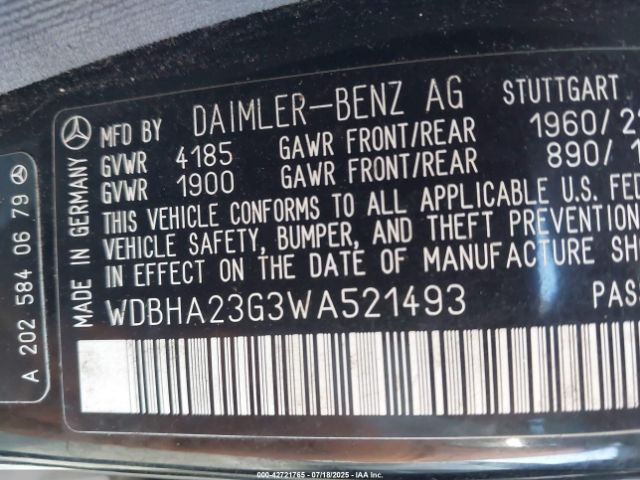 MFD BY DAIMLER-BENZ AG STUTTGART
GVWR 4185 GAWR FRONT/REAR 1960/2
GVWR 1900 GAWR FRONT/REAR 890/1
THIS VEHICLE CONFORMS TO ALL APPLICABLE U.S. FED
VEHICLE SAFETY, BUMPER, AND THEFT PREVENTION
IN EFFECT ON THE DATE OF MANUFACTURE SH
WDBHA23G3WA521493 PAS
MADE IN GERMANY
A 202 584 06 79
000-42721765 07/18/2025 IAA Inc.